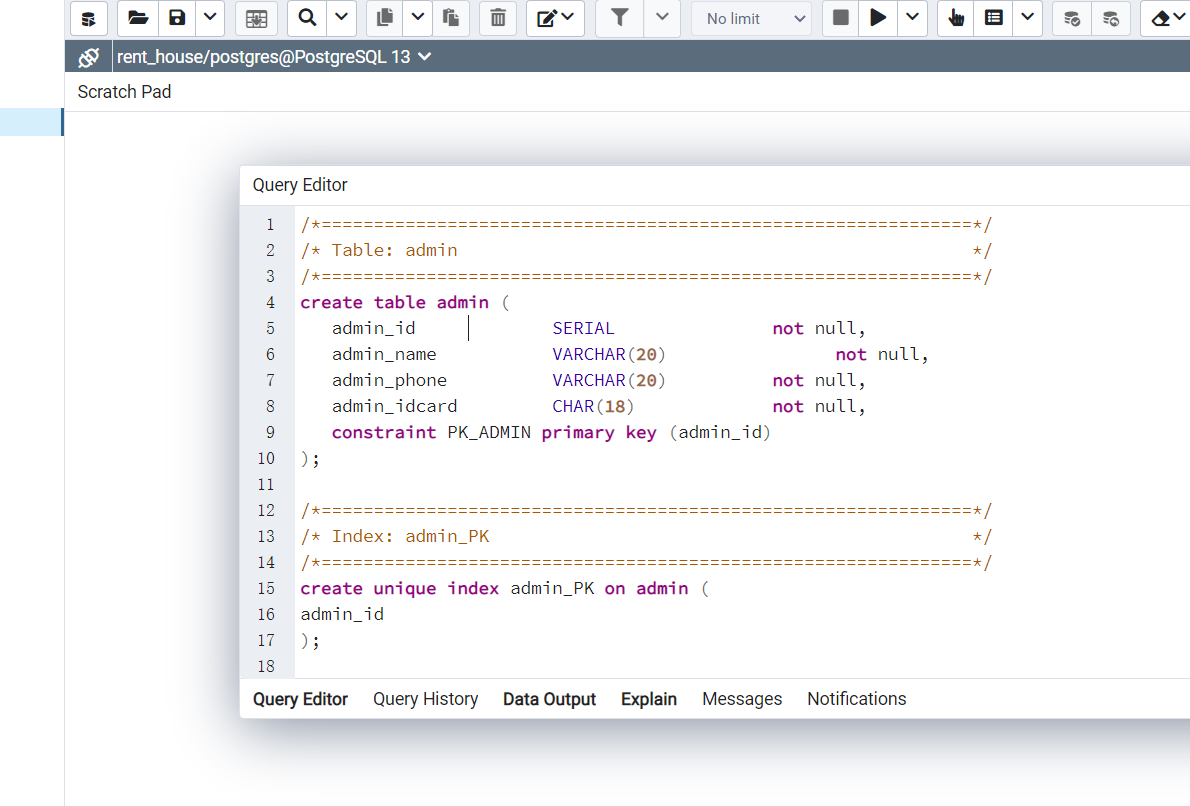 No limit
rent_house/postgres@PostgreSQL 13
Scratch Pad
Query Editor
1 /*==============================================================*/
2 /* Table: admin */
3 /*==============================================================*/
4 create table admin (
5 admin_id SERIAL not null,
6 admin_name VARCHAR(20) not null,
7 admin_phone VARCHAR(20) not null,
8 admin_idcard CHAR(18) not null,
9 constraint PK_ADMIN primary key (admin_id)
10 );
11
12 /*==============================================================*/
13 /* Index: admin_PK */
14 /*==============================================================*/
15 create unique index admin_PK on admin (
16 admin_id
17 );
18
Query Editor Query History Data Output Explain Messages Notifications